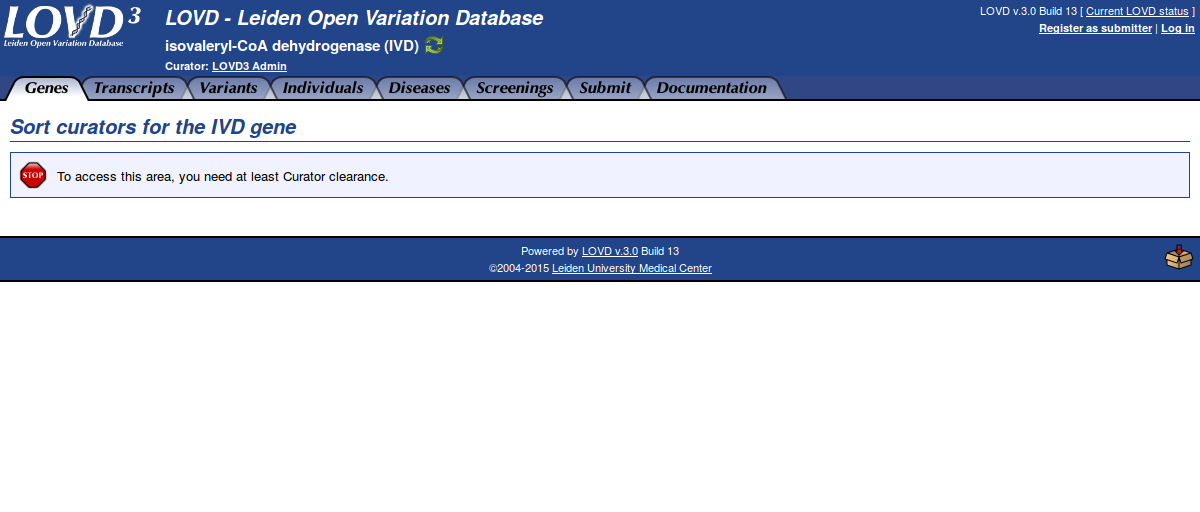 LOVD 3
Leiden Open Variation Database
LOVD - Leiden Open Variation Database
isovaleryl-CoA dehydrogenase (IVD)
Curator: LOVD3 Admin
LOVD v.3.0 Build 13 [ Current LOVD status ]
Register as submitter | Log in
Genes Transcripts Variants Individuals Diseases Screenings Submit Documentation
Sort curators for the IVD gene
STOP To access this area, you need at least Curator clearance.
Powered by LOVD v.3.0 Build 13
©2004-2015 Leiden University Medical Center